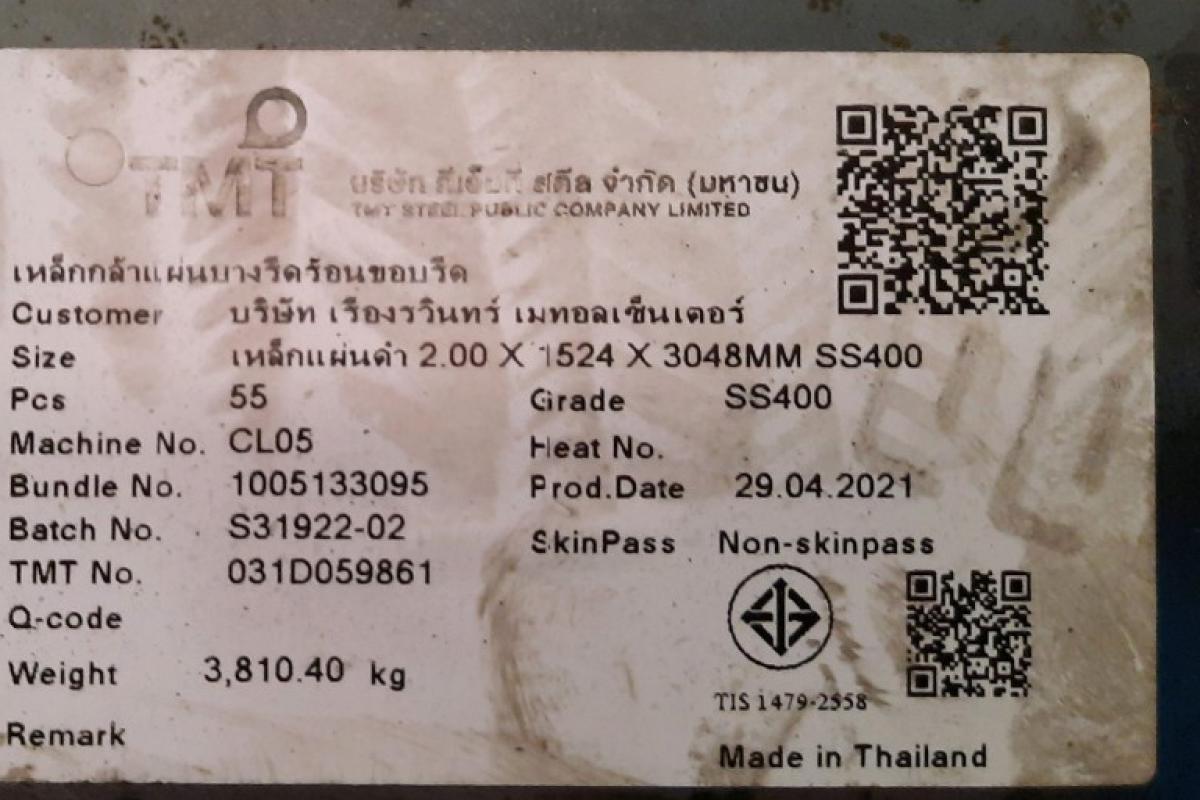 TMT
บริษัท ทีเอ็มที สตีล จำกัด (มหาชน)
TMT STEEL PUBLIC COMPANY LIMITED
เหล็กกล้าแผ่นบางรีดร้อนขอบรีด
Customer บริษัท เรืองรวินทร์ เมทอลเซ็นเตอร์
Size เหล็กแผ่นดำ 2.00 X 1524 X 3048MM SS400
Pcs 55 Grade SS400
Machine No. CL05 Heat No.
Bundle No. 1005133095 Prod.Date 29.04.2021
Batch No. S31922-02 SkinPass Non-skinpass
TMT No. 031D059861
Q-code
Weight 3,810.40 kg
TIS 1479-2558
Remark
Made in Thailand